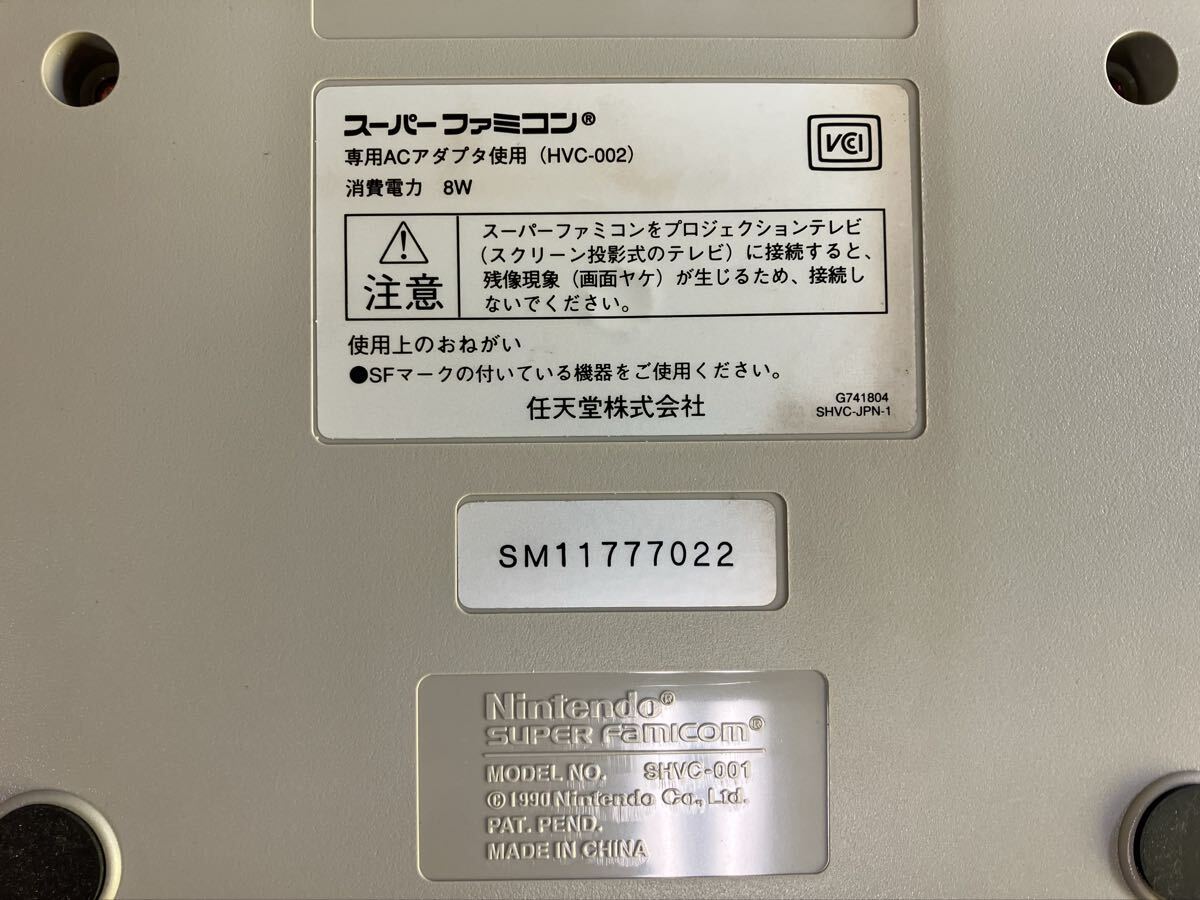 スーパーファミコン®
専用ACアダプタ使用（HVC-002）
消費電力　8W
VCCI
注意
スーパーファミコンをプロジェクションテレビ
（スクリーン投影式のテレビ）に接続すると、
残像現象（画面ヤケ）が生じるため、接続し
ないでください。
使用上のおねがい
●SFマークの付いている機器をご使用ください。
任天堂株式会社
G741804
SHVC-JPN-1
SM11777022
Nintendo®
SUPER FAMICOM®
MODEL NO. SHVC-001
©1990 Nintendo Co., Ltd.
PAT. PEND.
MADE IN CHINA